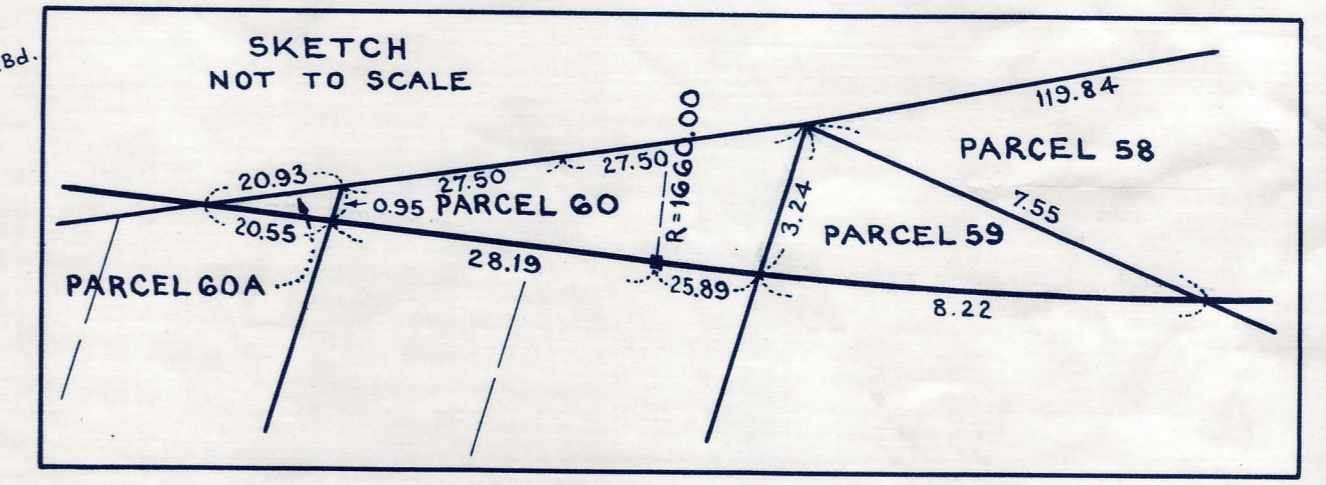 Bd.
SKETCH
NOT TO SCALE
119.84
PARCEL 58
20.93
27.50
27.50
R=1660.00
0.95
PARCEL 60
3.24
7.55
20.55
PARCEL 59
28.19
PARCEL 60A
25.89
8.22